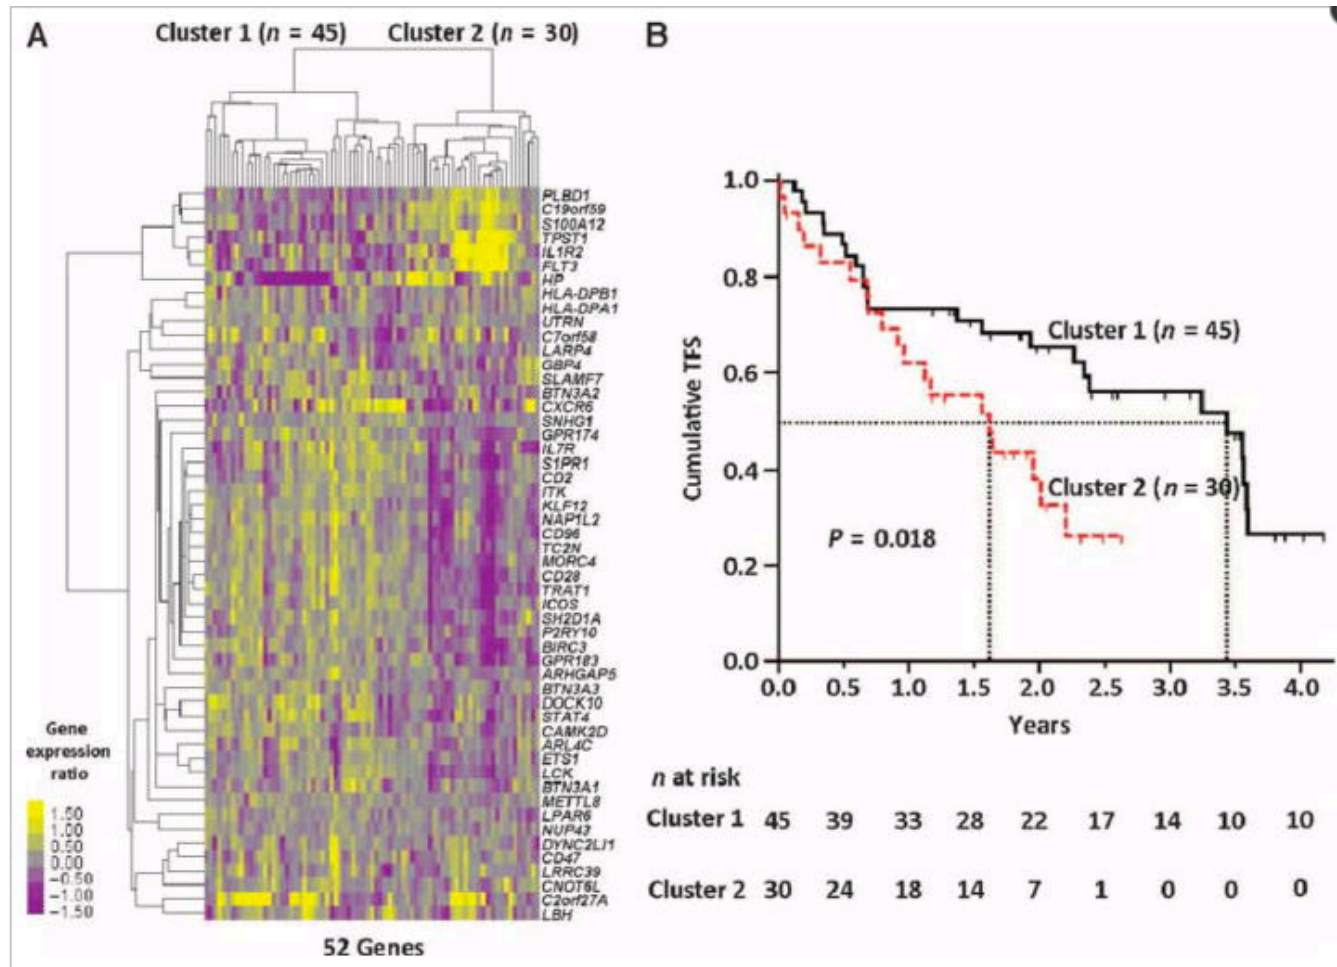 A
Cluster 1 (n = 45) Cluster 2 (n = 30)
PLBD1
C19orf59
S100A12
TPST1
IL1R2
FLT3
HP
HLA-DPB1
HLA-DPA1
UTRN
C7orf58
LARP4
GBP4
SLAMF7
BTN3A2
CXCR6
SNHG1
GPR174
IL7R
S1PR1
CD2
ITK
KLF12
NAP1L2
CD96
TC2N
MORC4
CD28
TRAT1
ICOS
SH2D1A
P2RY10
BIRC3
GPR183
ARHGAP5
BTN3A3
DOCK10
STAT4
CAMK2D
ARL4C
ETS1
LCK
BTN3A1
METTL8
LPAR6
NUP43
DYNC2LI1
CD47
LRRC39
CNOT6L
C2orf27A
LBH
Gene
expression
ratio
1.50
1.00
0.50
0.00
−0.50
−1.00
−1.50
52 Genes
B
Cumulative TFS
1.0
0.8
0.6
0.4
0.2
0.0
Cluster 1 (n = 45)
Cluster 2 (n = 30)
P = 0.018
0.0 0.5 1.0 1.5 2.0 2.5 3.0 3.5 4.0
Years
n at risk
Cluster 1 45 39 33 28 22 17 14 10 10
Cluster 2 30 24 18 14 7 1 0 0 0